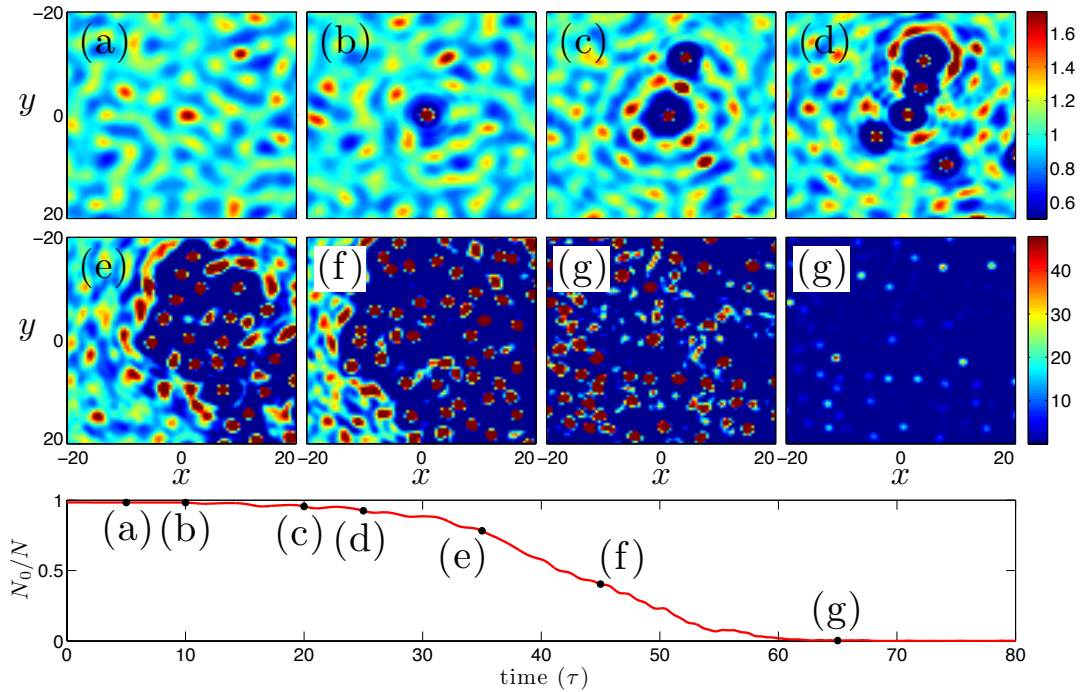 −20 (a) (b) (c) (d) 1.6
1.4
y 0 1.2
1
0.8
20 0.6
−20 (e) (f) (g) (g) 40
30
y 0 20
10
20
−20 0 20 −20 0 20 −20 0 20 −20 0 20
x x x x
1
(a) (b) (c) (d) (e) (f)
N₀/N 0.5
(g)
0
0 10 20 30 40 50 60 70 80
time (τ)